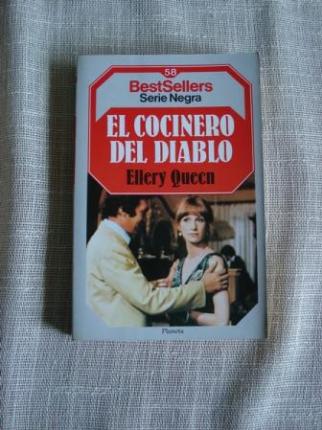 58
BestSellers
Serie Negra
EL COCINERO
DEL DIABLO
Ellery Queen
Planeta